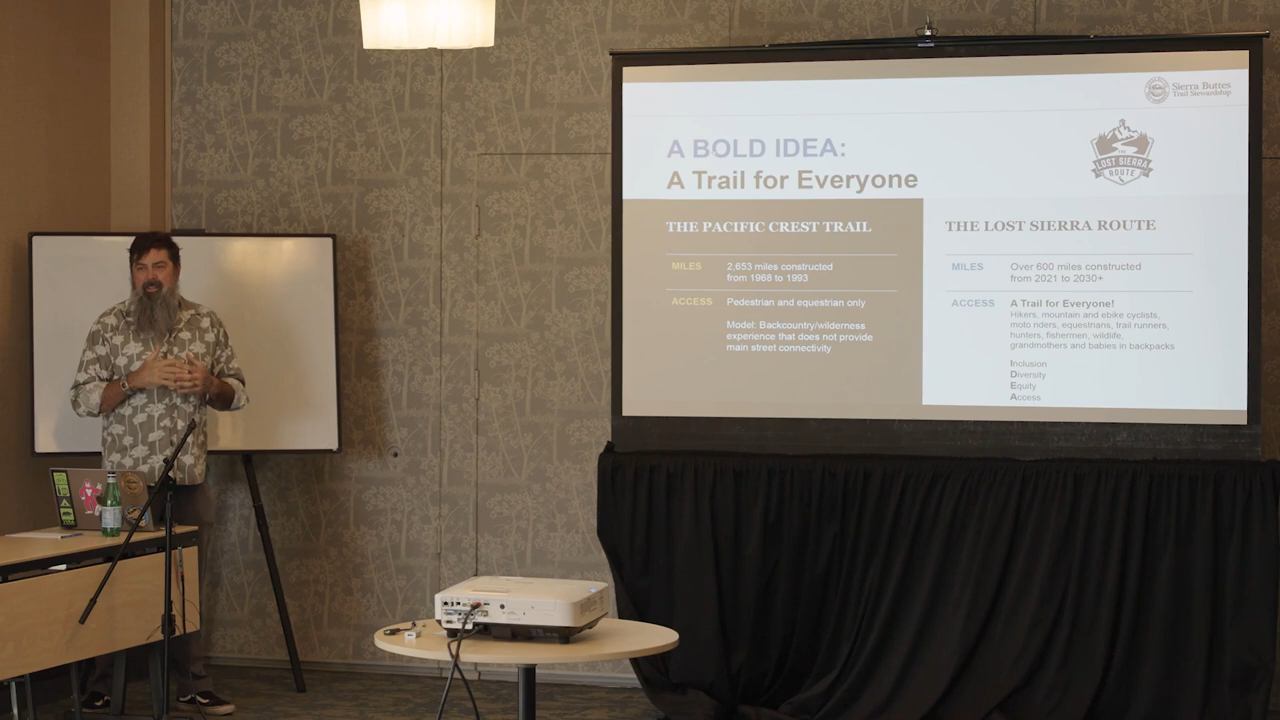 Sierra Buttes
Trail Stewardship
A BOLD IDEA:
A Trail for Everyone
THE
LOST SIERRA
ROUTE
THE PACIFIC CREST TRAIL
MILES
2,653 miles constructed
from 1968 to 1993
ACCESS
Pedestrian and equestrian only
Model: Backcountry/wilderness
experience that does not provide
main street connectivity
THE LOST SIERRA ROUTE
MILES
Over 600 miles constructed
from 2021 to 2030+
ACCESS
A Trail for Everyone!
Hikers, mountain and ebike cyclists,
moto riders, equestrians, trail runners,
hunters, fishermen, wildlife,
grandmothers and babies in backpacks
Inclusion
Diversity
Equity
Access